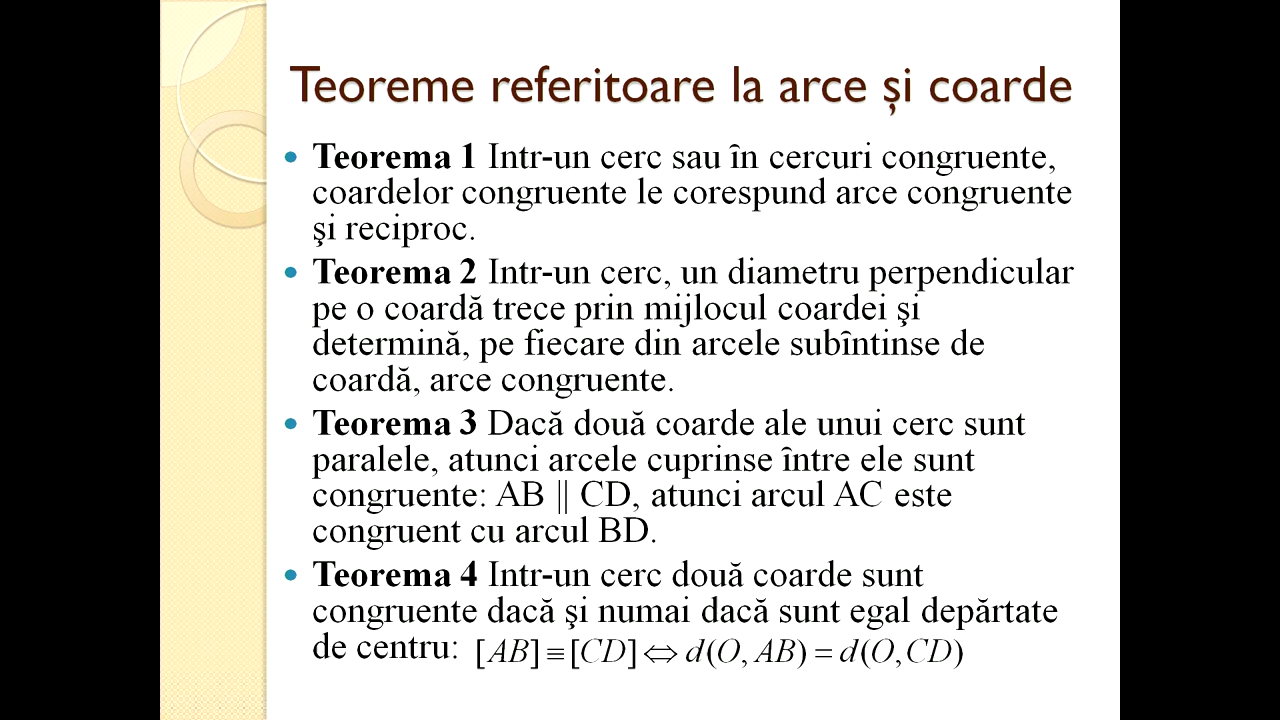 Teoreme referitoare la arce și coarde
• Teorema 1 Intr-un cerc sau în cercuri congruente,
coardelor congruente le corespund arce congruente
şi reciproc.
• Teorema 2 Intr-un cerc, un diametru perpendicular
pe o coardă trece prin mijlocul coardei şi
determină, pe fiecare din arcele subîntinse de
coardă, arce congruente.
• Teorema 3 Dacă două coarde ale unui cerc sunt
paralele, atunci arcele cuprinse între ele sunt
congruente: AB || CD, atunci arcul AC este
congruent cu arcul BD.
• Teorema 4 Intr-un cerc două coarde sunt
congruente dacă şi numai dacă sunt egal depărtate
de centru: [AB]≡[CD]⇔d(O,AB)=d(O,CD)